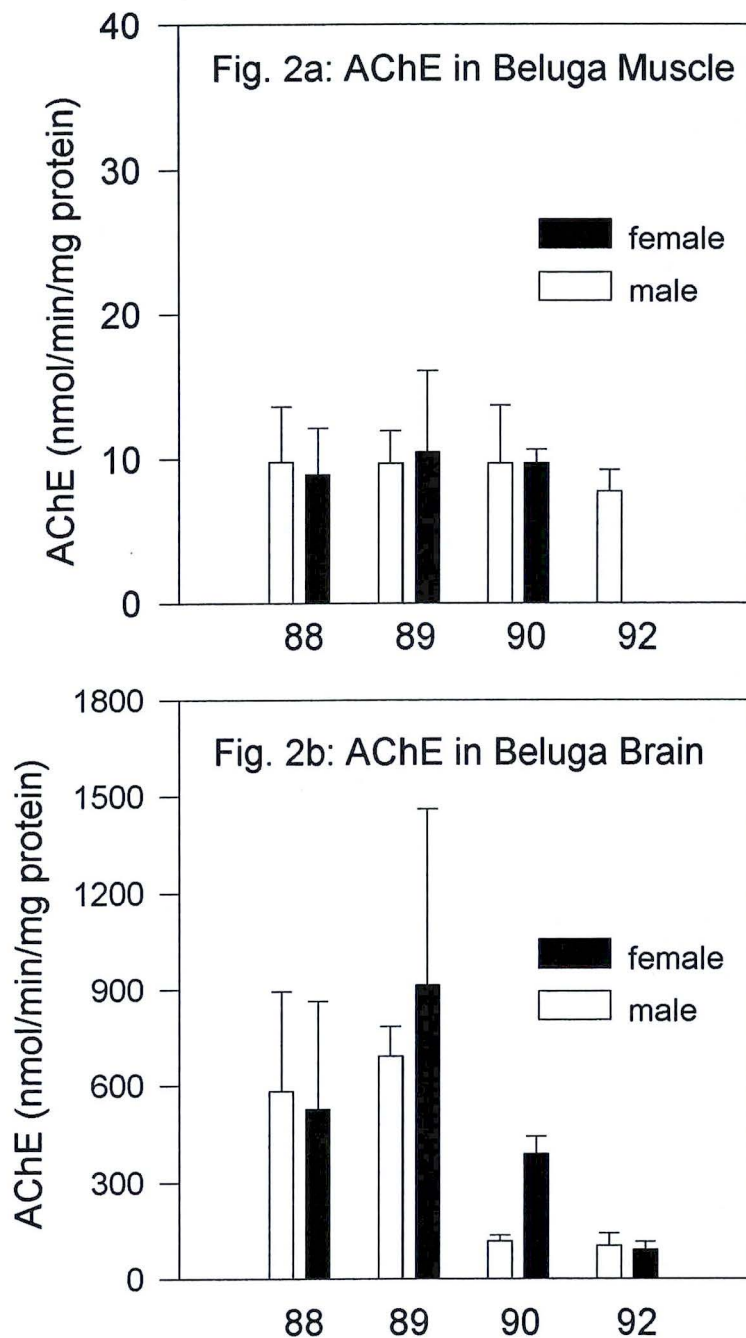 Fig. 2a: AChE in Beluga Muscle
AChE (nmol/min/mg protein)
40
30
20
10
0
female
male
88 89 90 92
Fig. 2b: AChE in Beluga Brain
AChE (nmol/min/mg protein)
1800
1500
1200
900
600
300
0
female
male
88 89 90 92